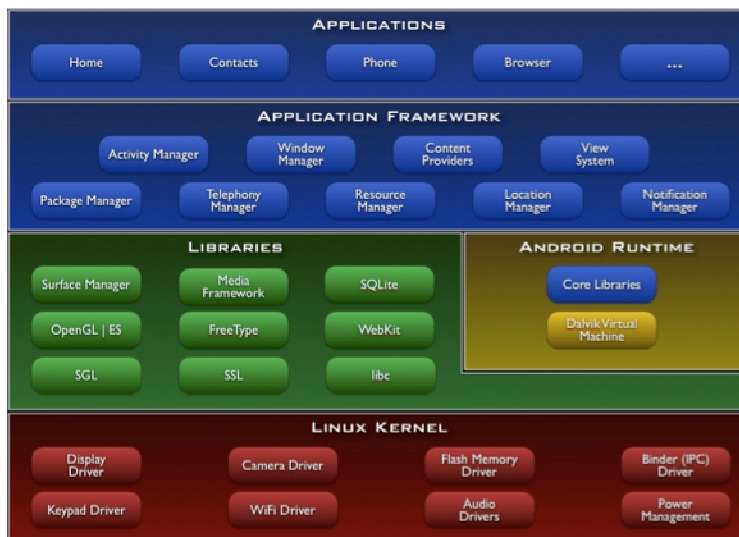 APPLICATIONS
Home
Contacts
Phone
Browser
...
APPLICATION FRAMEWORK
Activity Manager
Window
Manager
Content
Providers
View
System
Package Manager
Telephony
Manager
Resource
Manager
Location
Manager
Notification
Manager
LIBRARIES
Surface Manager
Media
Framework
SQLite
OpenGL | ES
FreeType
WebKit
SGL
SSL
libc
ANDROID RUNTIME
Core Libraries
Dalvik Virtual
Machine
LINUX KERNEL
Display
Driver
Camera Driver
Flash Memory
Driver
Binder (IPC)
Driver
Keypad Driver
WiFi Driver
Audio
Drivers
Power
Management